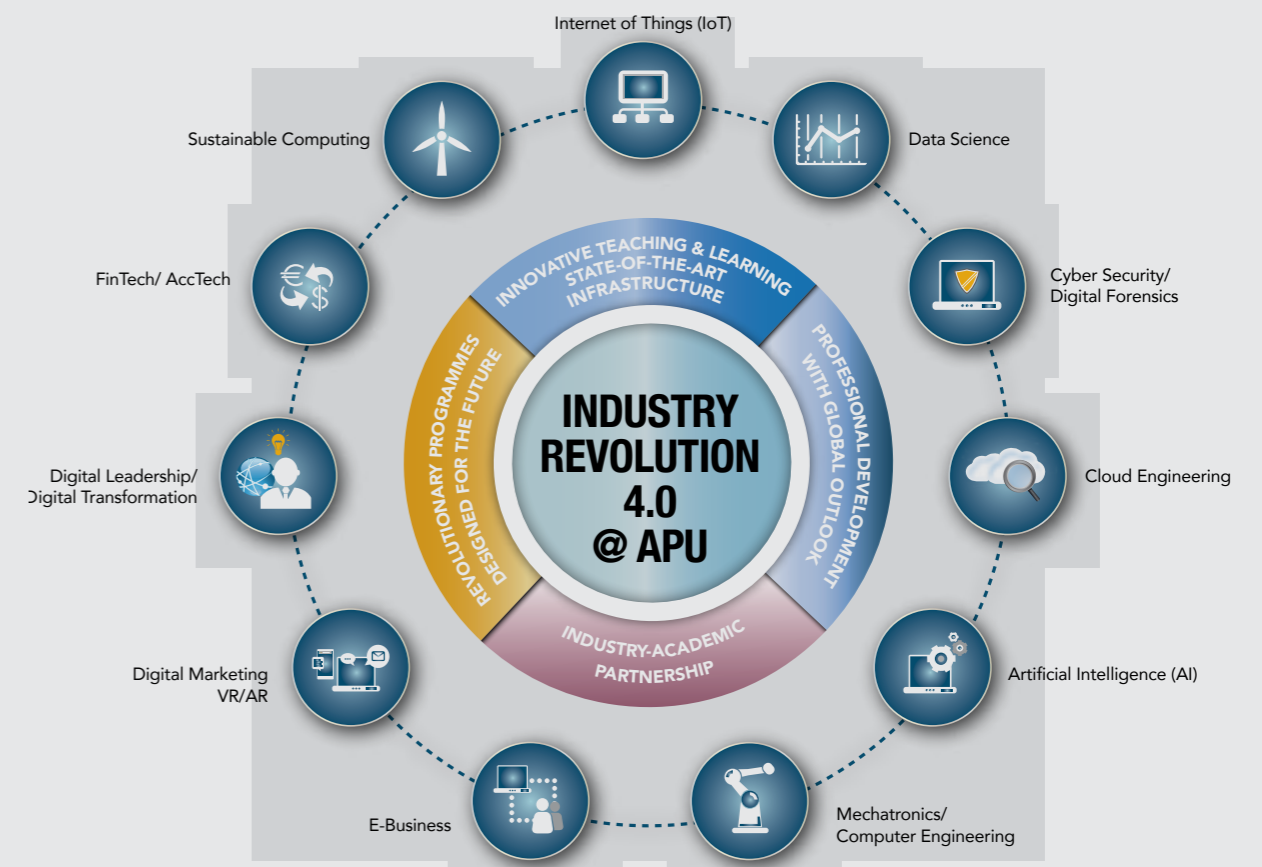 Internet of Things (IoT)
Sustainable Computing
Data Science
FinTech/ AccTech
Cyber Security/
Digital Forensics
INNOVATIVE TEACHING & LEARNING
STATE-OF-THE-ART
INFRASTRUCTURE
REVOLUTIONARY PROGRAMMES
DESIGNED FOR THE FUTURE
INDUSTRY
REVOLUTION
4.0
@ APU
PROFESSIONAL DEVELOPMENT
WITH GLOBAL OUTLOOK
INDUSTRY-ACADEMIC
PARTNERSHIP
Digital Leadership/
Digital Transformation
Cloud Engineering
Digital Marketing
VR/AR
Artificial Intelligence (AI)
E-Business
Mechatronics/
Computer Engineering